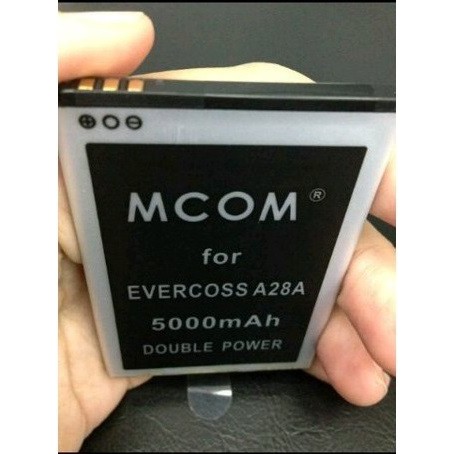 MCOM ®
for
EVERCOSS A28A
5000mAh
DOUBLE POWER